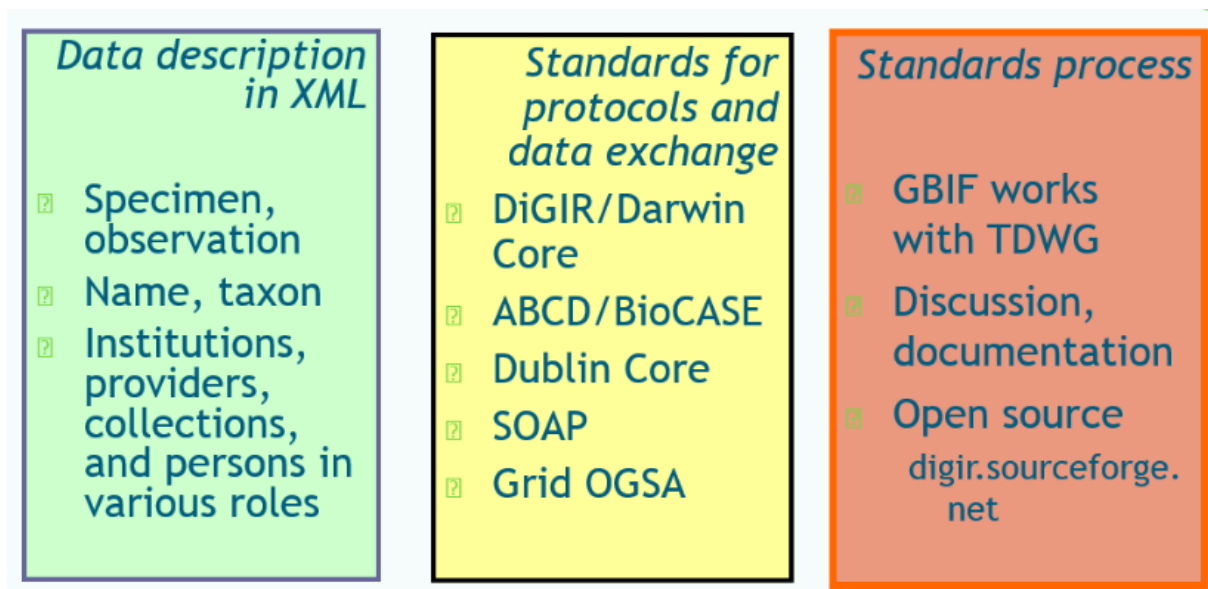 Data description
in XML
Specimen,
observation
Name, taxon
Institutions,
providers,
collections,
and persons in
various roles
Standards for
protocols and
data exchange
DiGIR/Darwin
Core
ABCD/BioCASE
Dublin Core
SOAP
Grid OGSA
Standards process
GBIF works
with TDWG
Discussion,
documentation
Open source
digir.sourceforge.
net